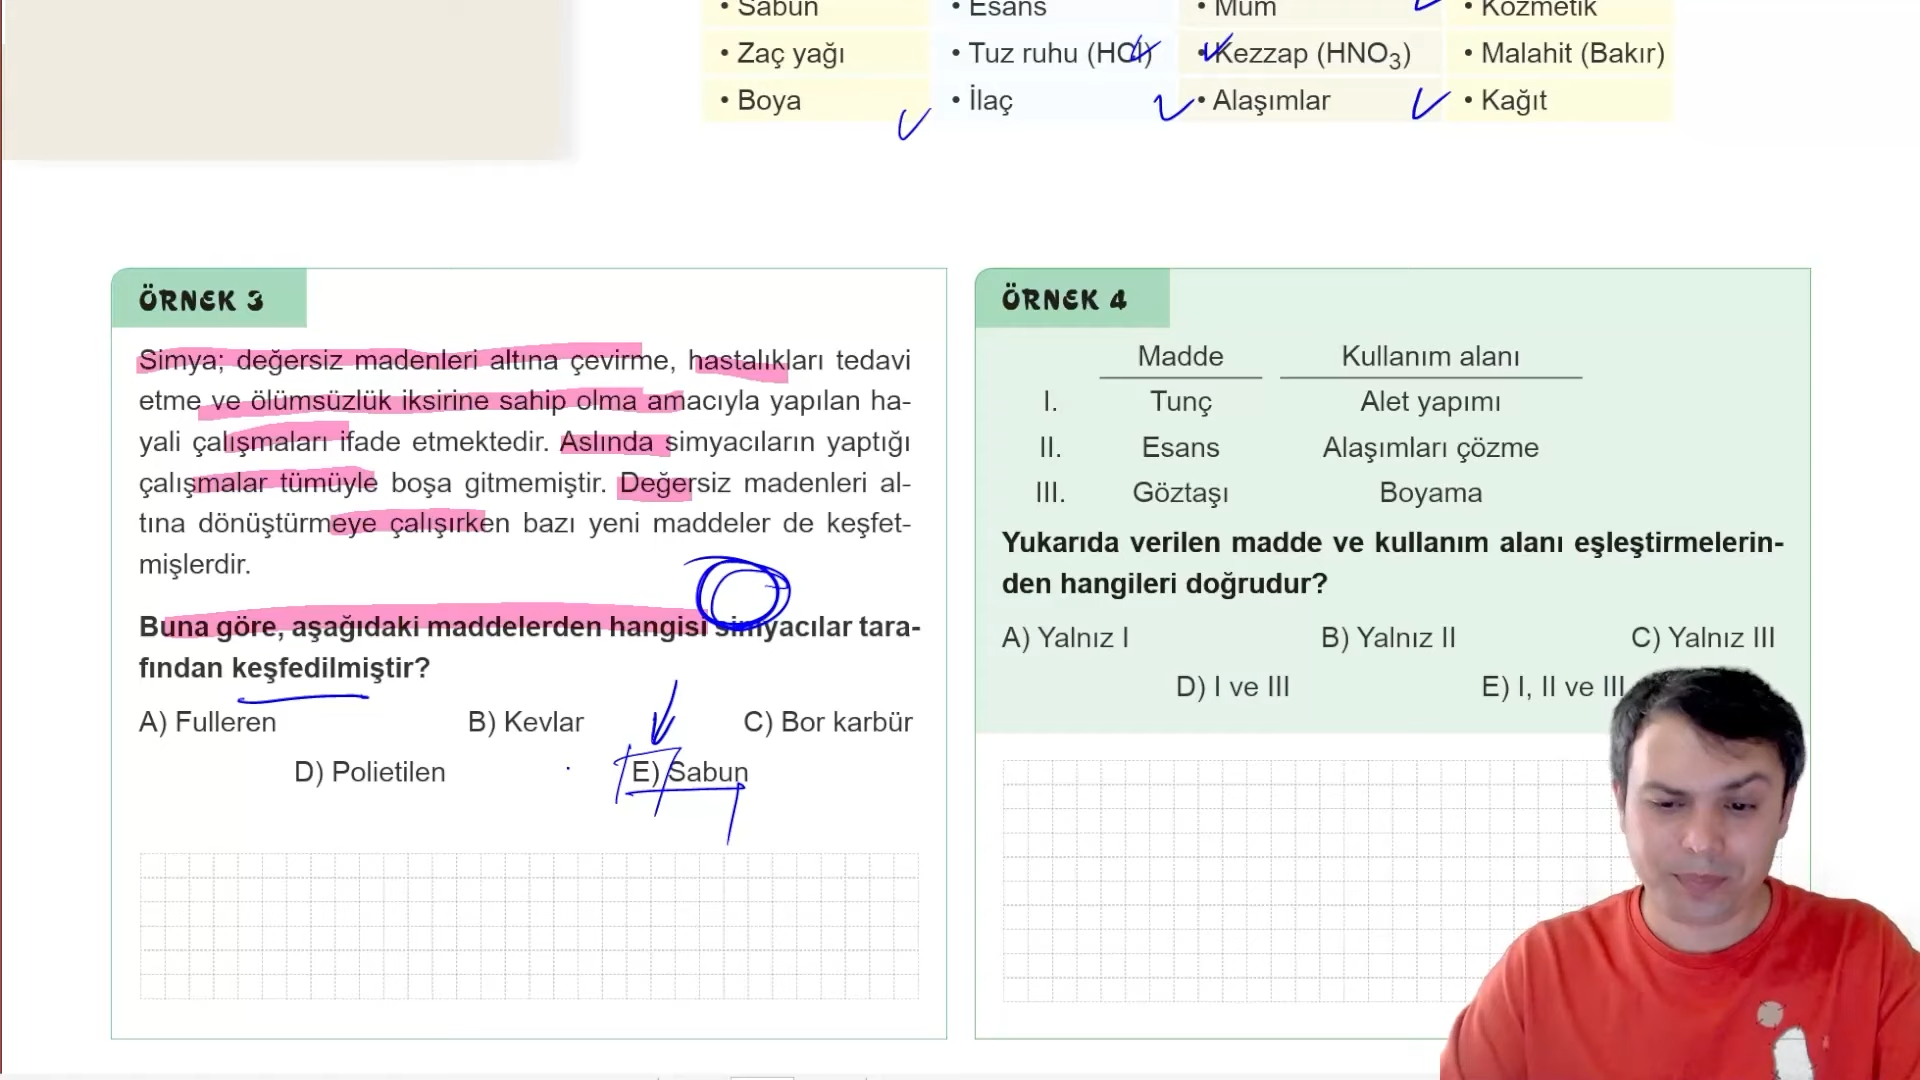 • Sabun • Esans • Mum • Kozmetik
• Zaç yağı • Tuz ruhu (HCl) • Kezzap (HNO3) • Malahit (Bakır)
• Boya • İlaç • Alaşımlar • Kağıt
ÖRNEK 3
Simya; değersiz madenleri altına çevirme, hastalıkları tedavi
etme ve ölümsüzlük iksirine sahip olma amacıyla yapılan ha-
yali çalışmaları ifade etmektedir. Aslında simyacıların yaptığı
çalışmalar tümüyle boşa gitmemiştir. Değersiz madenleri al-
tına dönüştürmeye çalışırken bazı yeni maddeler de keşfet-
mişlerdir.
Buna göre, aşağıdaki maddelerden hangisi simyacılar tara-
fından keşfedilmiştir?
A) Fulleren B) Kevlar C) Bor karbür
D) Polietilen E) Sabun
ÖRNEK 4
Madde Kullanım alanı
I. Tunç Alet yapımı
II. Esans Alaşımları çözme
III. Göztaşı Boyama
Yukarıda verilen madde ve kullanım alanı eşleştirmelerin-
den hangileri doğrudur?
A) Yalnız I B) Yalnız II C) Yalnız III
D) I ve III E) I, II ve III